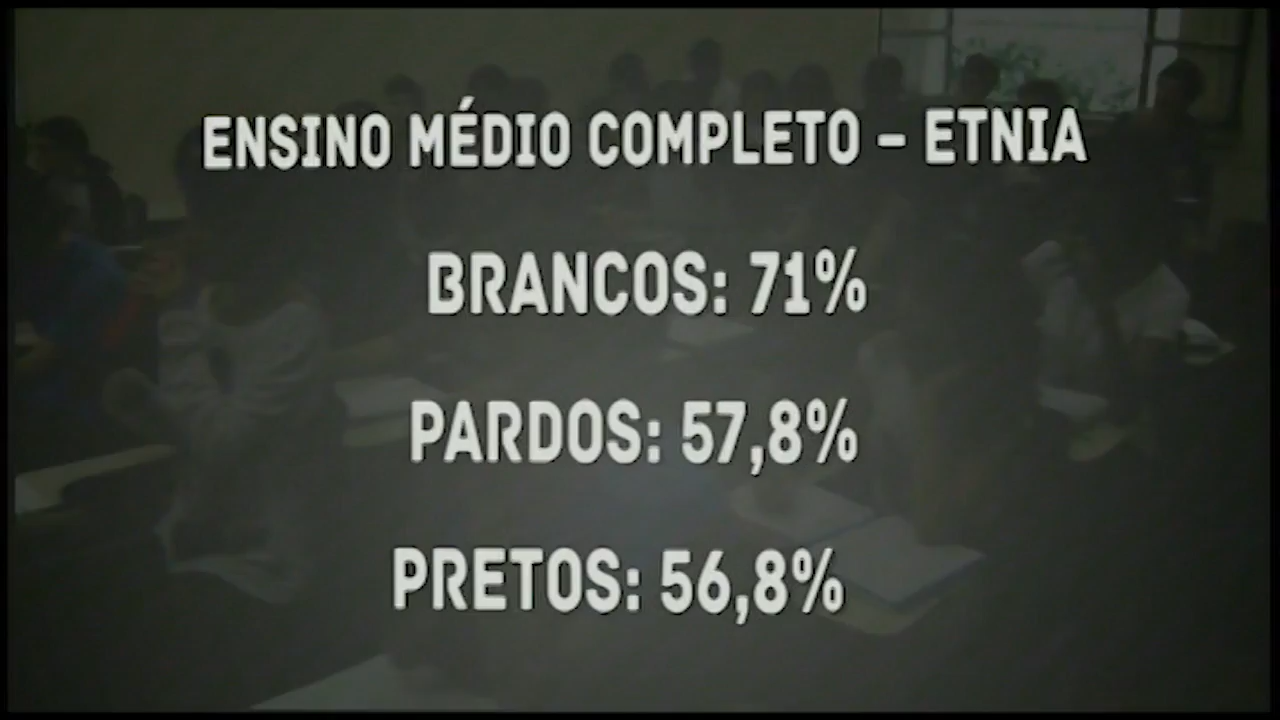 ENSINO MÉDIO COMPLETO – ETNIA
BRANCOS: 71%
PARDOS: 57,8%
PRETOS: 56,8%